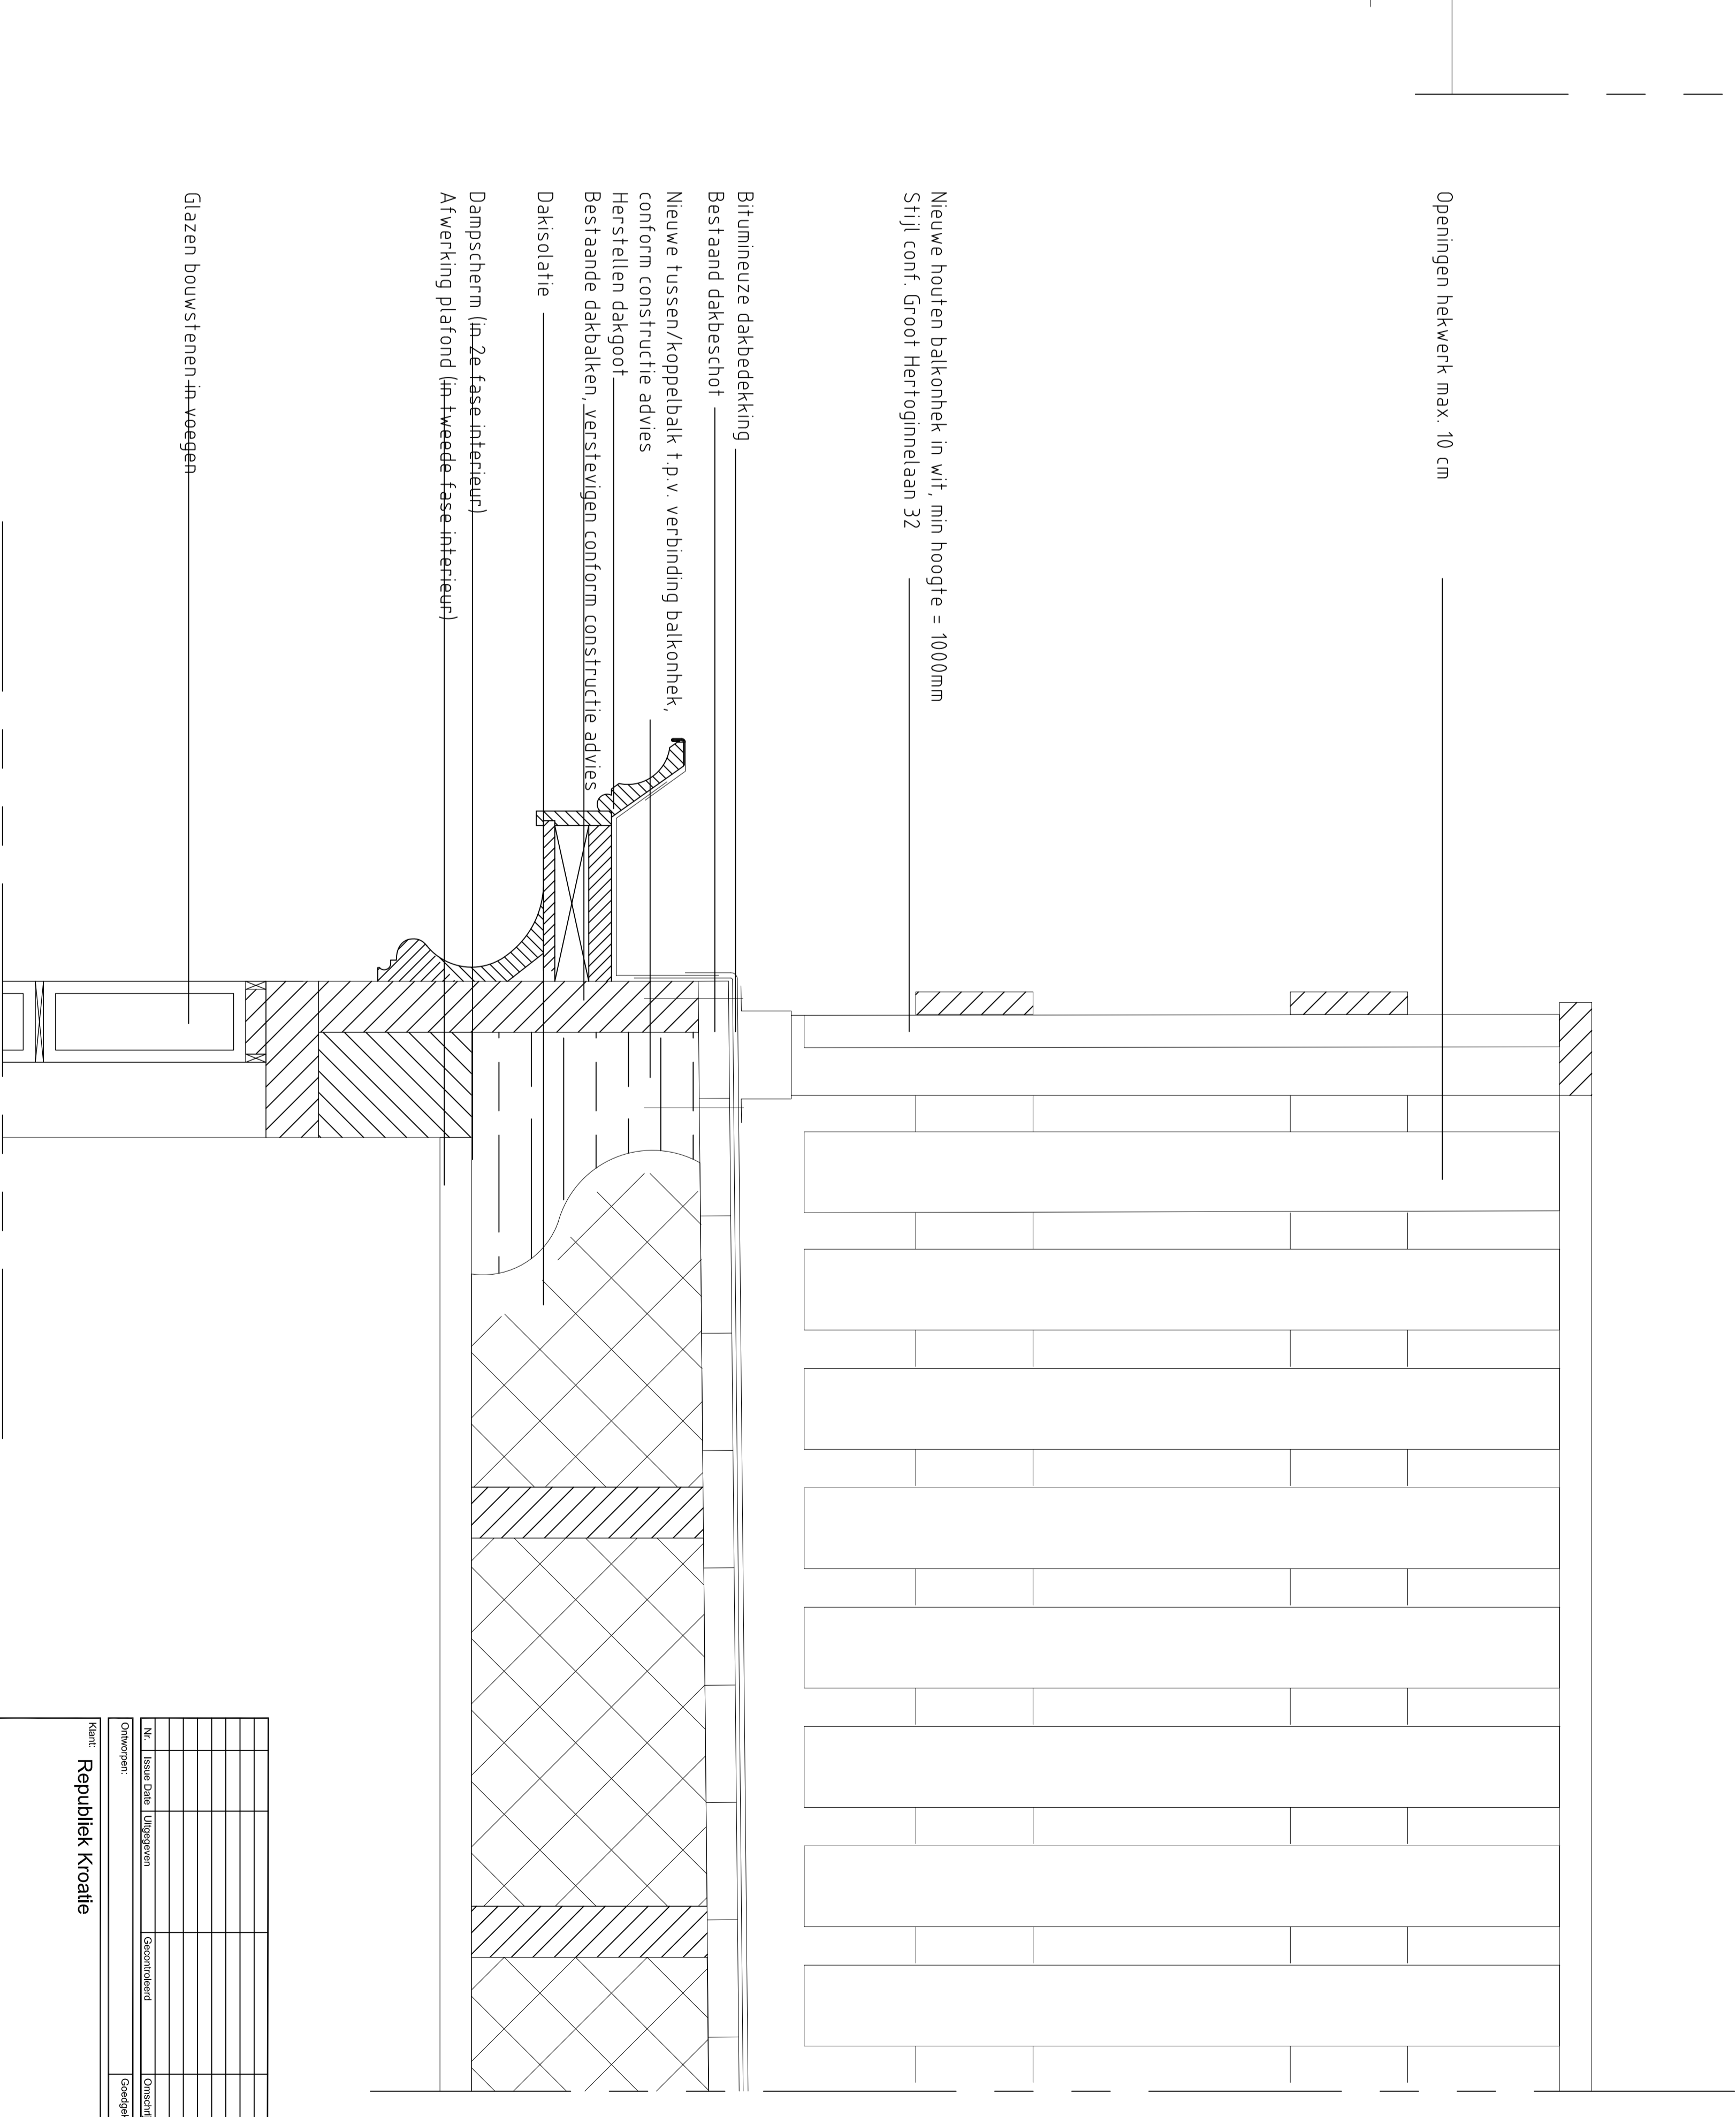 Openingen hekwerk max. 10 cm
Nieuwe houten balkonhek in wit, min hoogte = 1000mm
Stijl conf. Groot Hertoginnelaan 32
Bitumineuze dakbedekking
Bestaand dakbeschot
Nieuwe tussen/koppelbalk t.p.v. verbinding balkonhek,
conform constructie advies
Herstellen dakgoot
Bestaande dakbalken, verstevigen conform constructie advies
Dakisolatie
Dampscherm (in 2e fase interieur)
Afwerking plafond (in tweede fase interieur)
Glazen bouwstenen in voegen
Nr. Issue Date Uitgegeven Gecontroleerd Omschri
Ontworpen: Goedgek
Klant: Republiek Kroatie